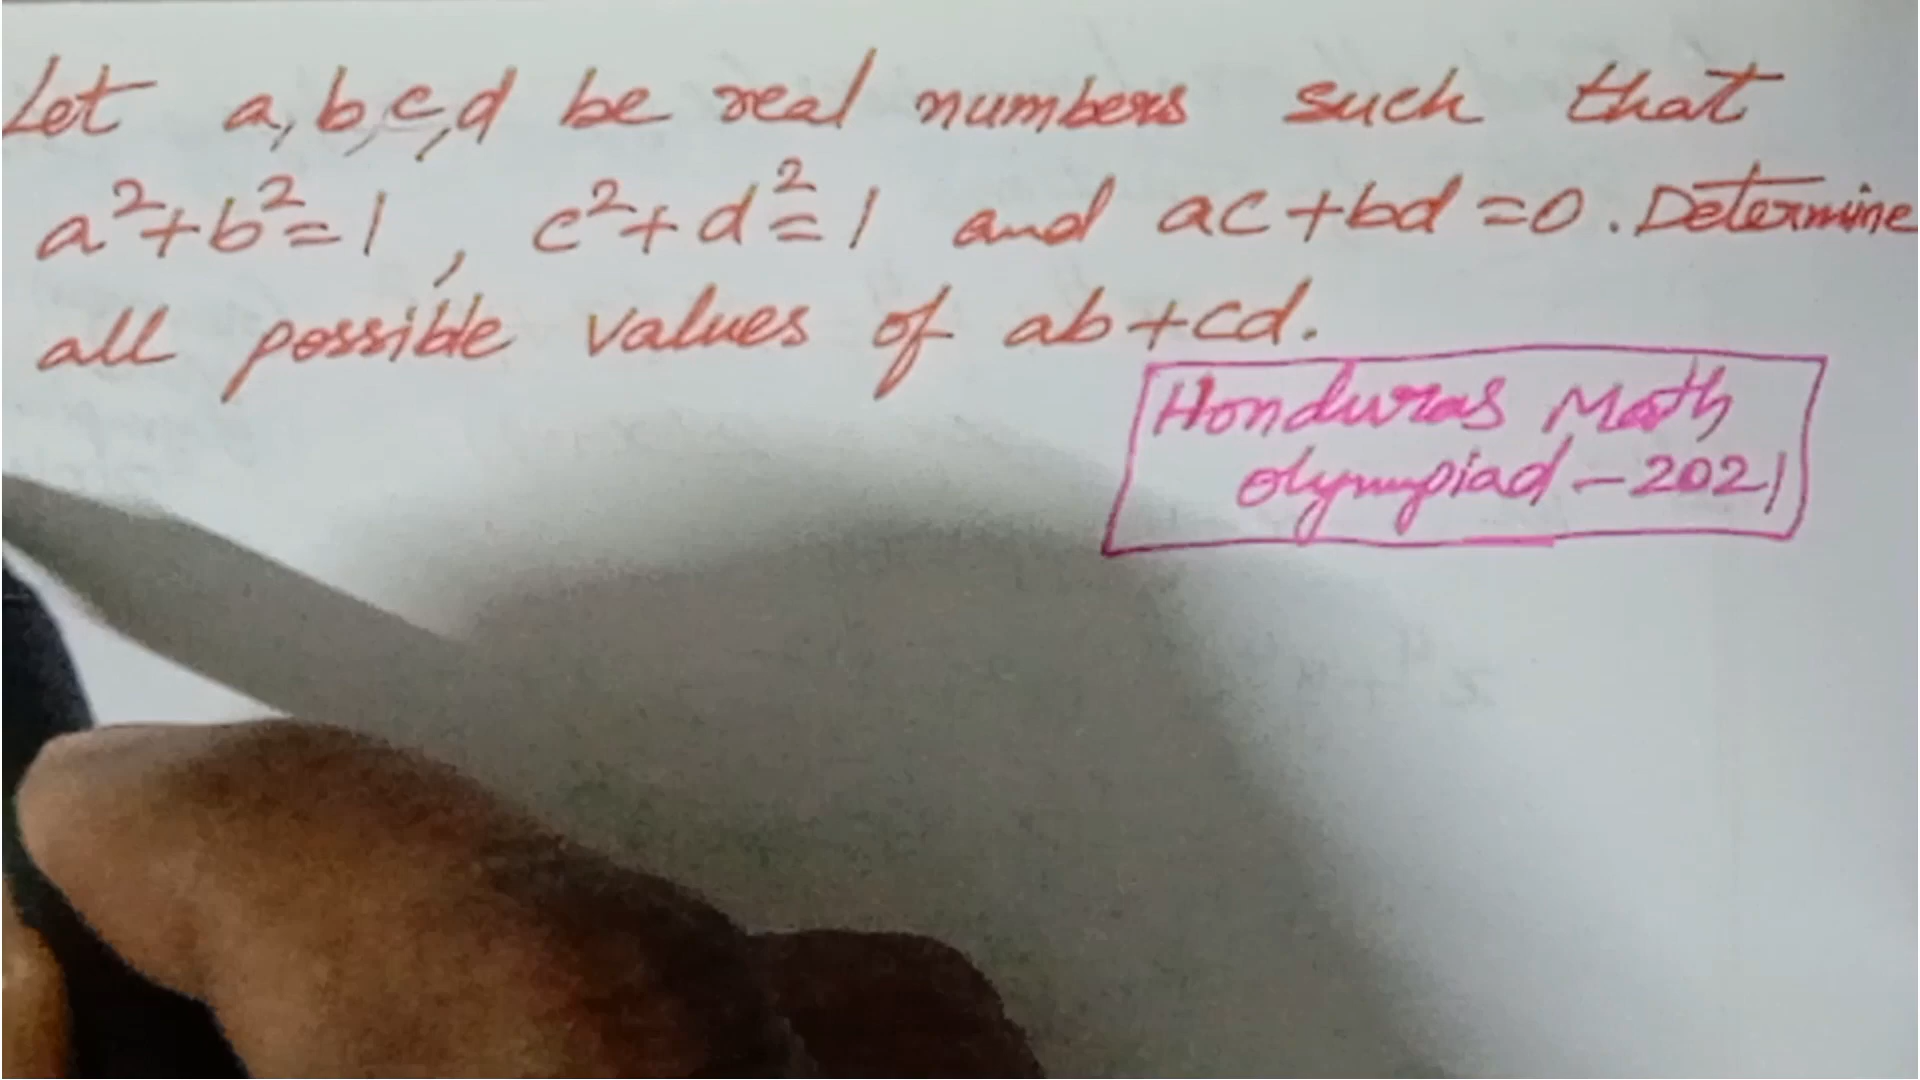 Let a, b, c, d be real numbers such that
a²+b²=1, c²+d²=1 and ac+bd=0. Determine
all possible values of ab+cd.
Honduras Math
Olympiad-2021